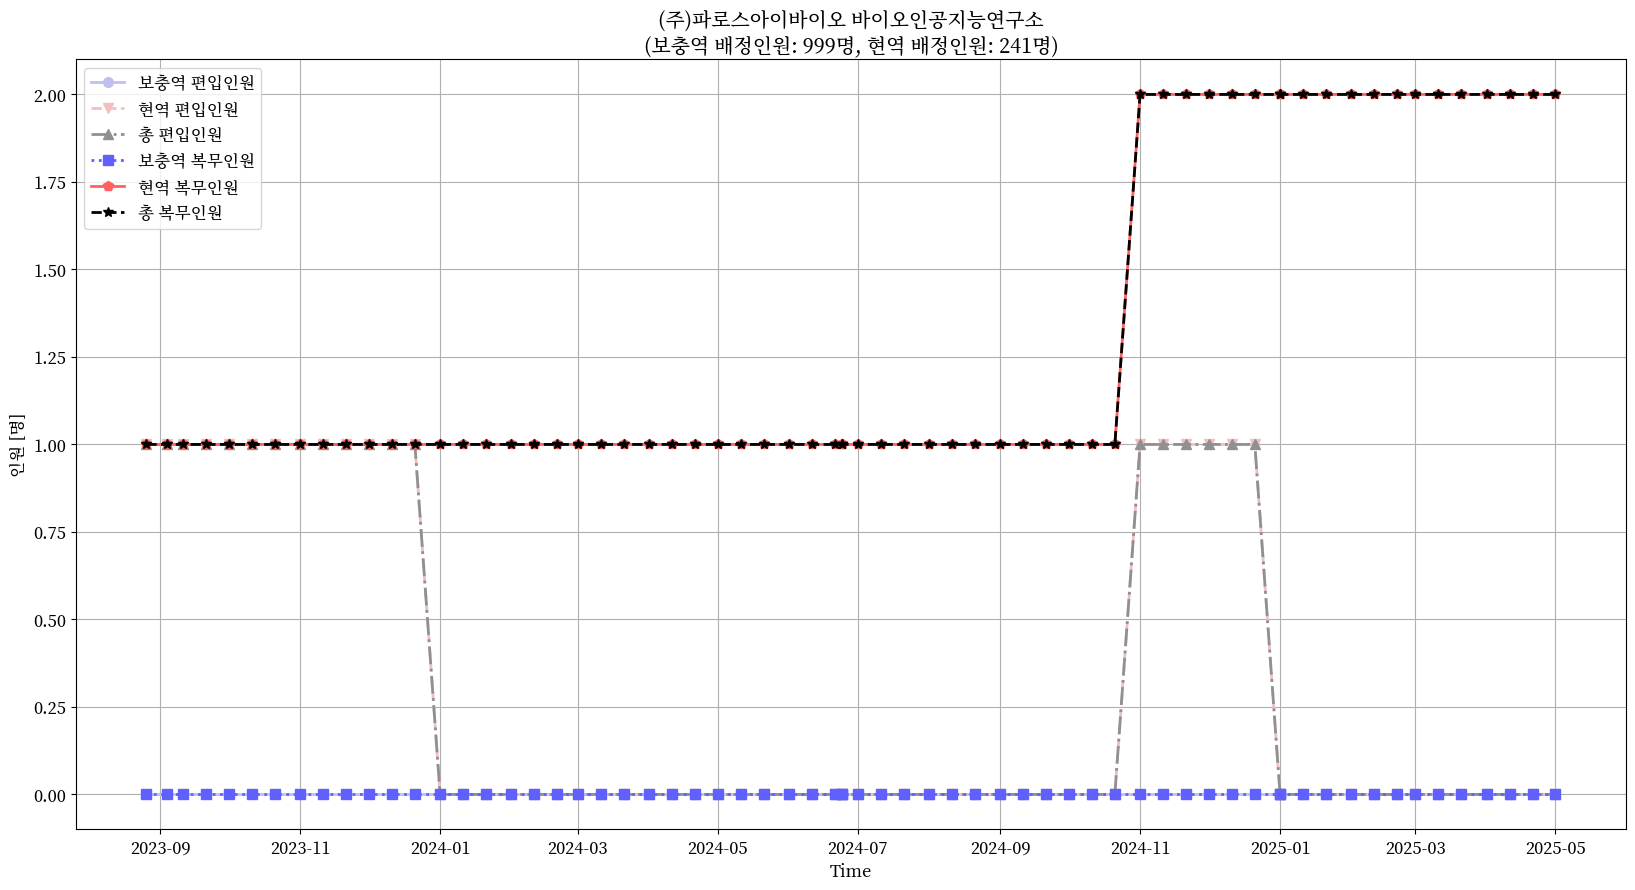 (주)파로스아이바이오 바이오인공지능연구소
(보충역 배정인원: 999명, 현역 배정인원: 241명)
보충역 편입인원
현역 편입인원
총 편입인원
보충역 복무인원
현역 복무인원
총 복무인원
인원 [명]
2.00
1.75
1.50
1.25
1.00
0.75
0.50
0.25
0.00
2023-09 2023-11 2024-01 2024-03 2024-05 2024-07 2024-09 2024-11 2025-01 2025-03 2025-05
Time